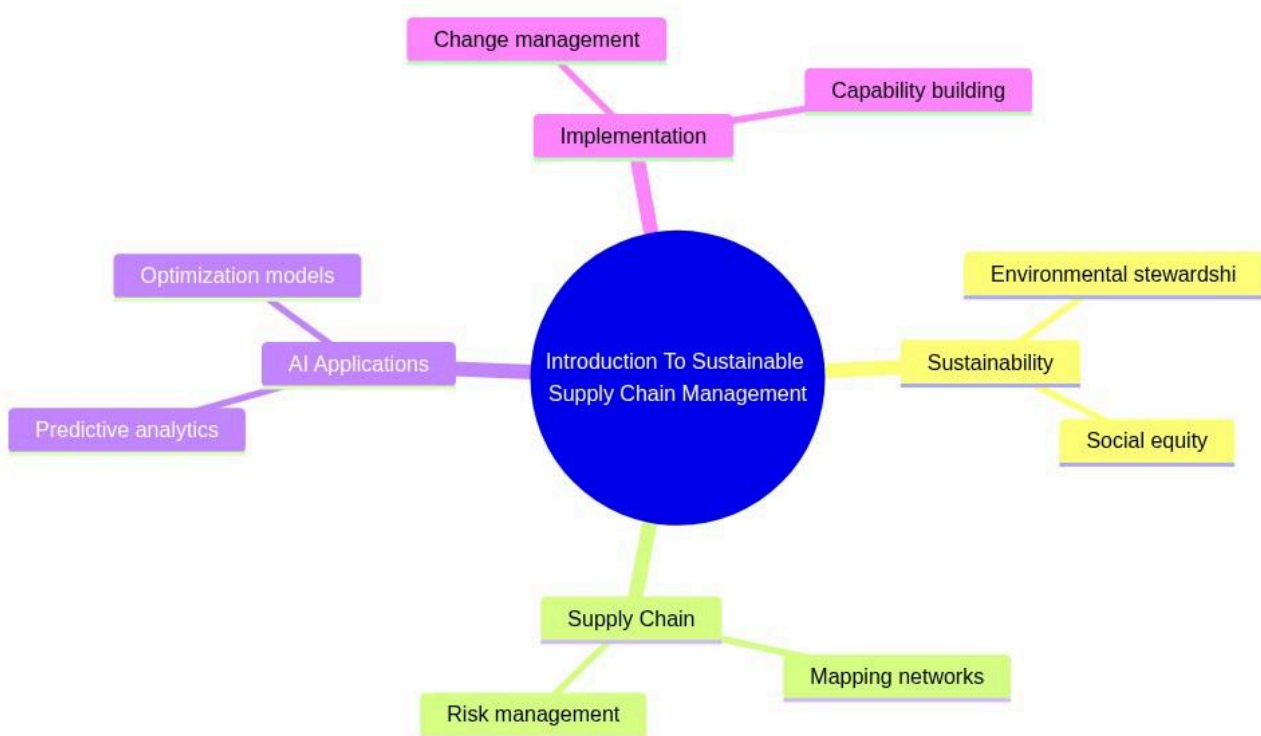 Change management
Capability building
Implementation
Optimization models
Environmental stewardshi
AI Applications
Introduction To Sustainable
Supply Chain Management
Sustainability
Predictive analytics
Social equity
Supply Chain
Mapping networks
Risk management